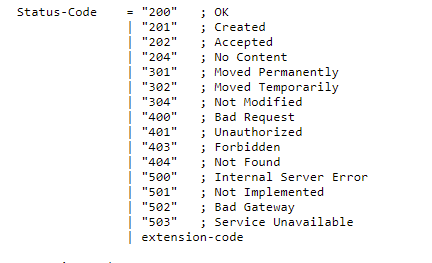 Status-Code    = "200"   ; OK
               | "201"   ; Created
               | "202"   ; Accepted
               | "204"   ; No Content
               | "301"   ; Moved Permanently
               | "302"   ; Moved Temporarily
               | "304"   ; Not Modified
               | "400"   ; Bad Request
               | "401"   ; Unauthorized
               | "403"   ; Forbidden
               | "404"   ; Not Found
               | "500"   ; Internal Server Error
               | "501"   ; Not Implemented
               | "502"   ; Bad Gateway
               | "503"   ; Service Unavailable
               | extension-code